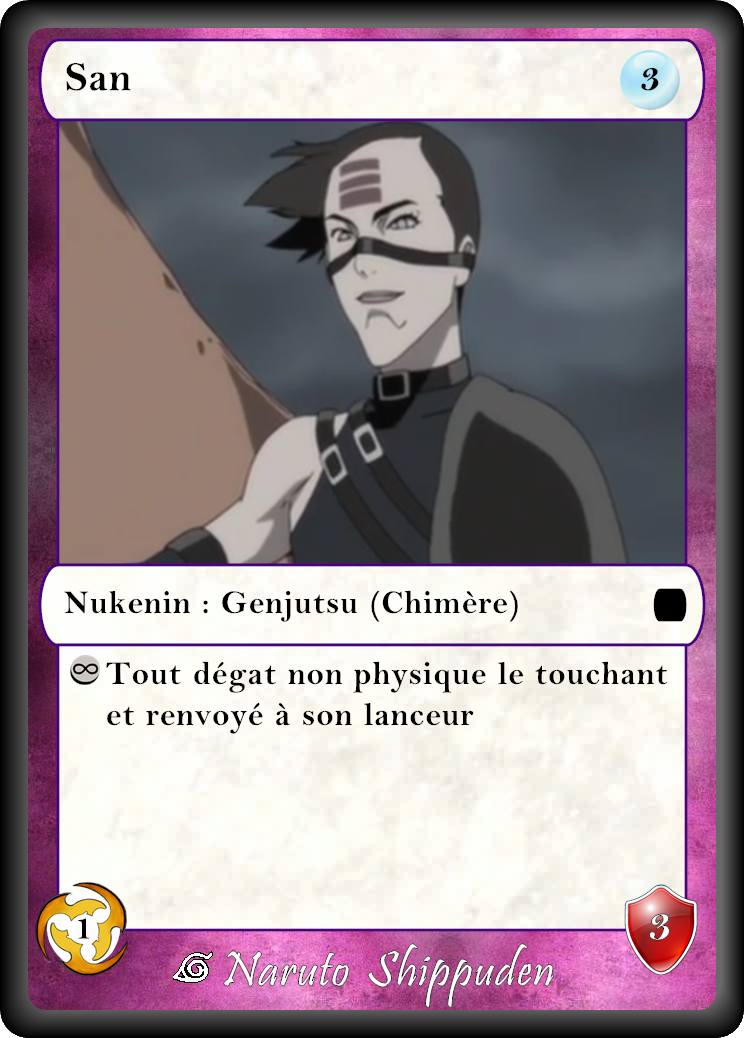 San
3
Nukenin : Genjutsu (Chimère)
∞ Tout dégat non physique le touchant
et renvoyé à son lanceur
1
3
Naruto Shippuden